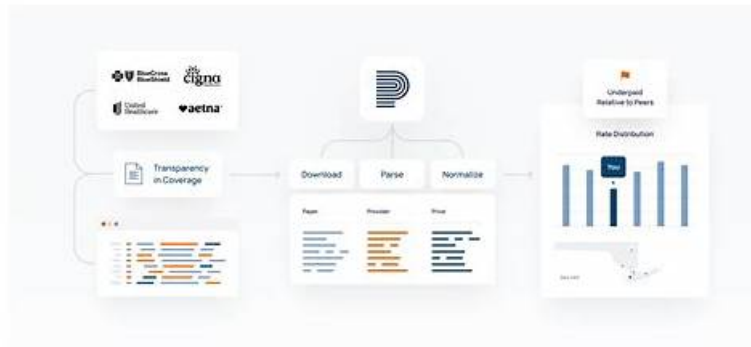 BlueCross
BlueShield
cigna
United
Healthcare
aetna
Transparency
in Coverage
Download
Parse
Normalize
Payer
Provider
Price
Underpaid
Relative to Peers
Rate Distribution
You